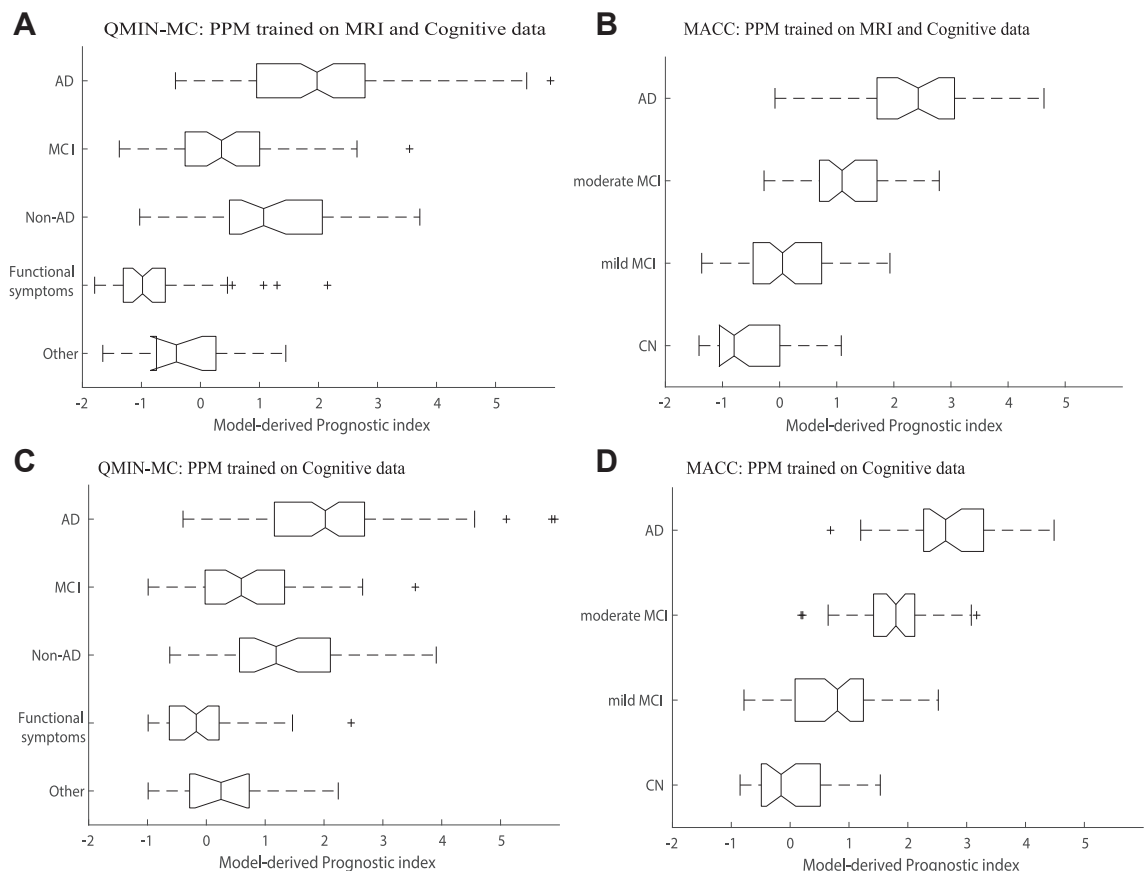 A
QMIN-MC: PPM trained on MRI and Cognitive data
AD
MCI
Non-AD
Functional
symptoms
Other
-2 -1 0 1 2 3 4 5
Model-derived Prognostic index
B
MACC: PPM trained on MRI and Cognitive data
AD
moderate MCI
mild MCI
CN
-2 -1 0 1 2 3 4 5
Model-derived Prognostic index
C
QMIN-MC: PPM trained on Cognitive data
AD
MCI
Non-AD
Functional
symptoms
Other
-2 -1 0 1 2 3 4 5
Model-derived Prognostic index
D
MACC: PPM trained on Cognitive data
AD
moderate MCI
mild MCI
CN
-2 -1 0 1 2 3 4 5
Model-derived Prognostic index